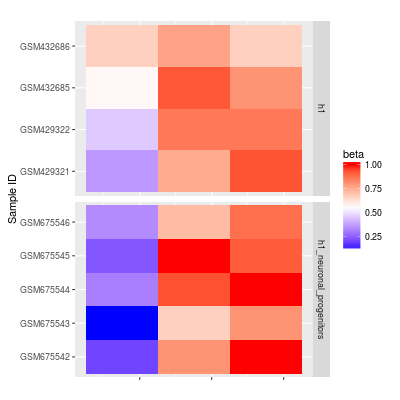 Sample ID
GSM432686
GSM432685
GSM429322
GSM429321
h1
GSM675546
GSM675545
GSM675544
GSM675543
GSM675542
h1_neuronal_progenitors
beta
1.00
0.75
0.50
0.25